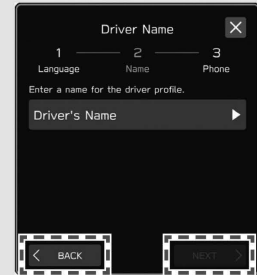 Driver Name
1 2 3
Language Name Phone
Enter a name for the driver profile.
Driver's Name
BACK NEXT